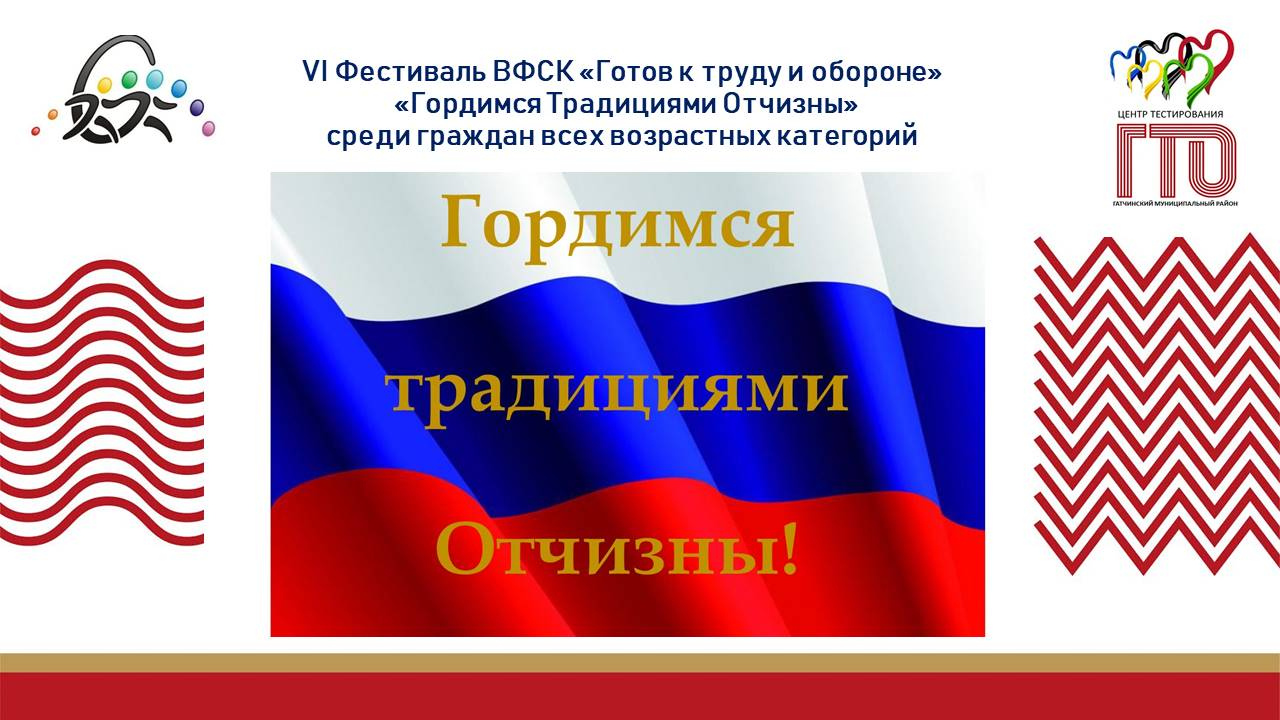 VI Фестиваль ВФСК «Готов к труду и обороне»
«Гордимся Традициями Отчизны»
среди граждан всех возрастных категорий
ЦЕНТР ТЕСТИРОВАНИЯ
ГТО
ГАТЧИНСКИЙ МУНИЦИПАЛЬНЫЙ РАЙОН
Гордимся
традициями
Отчизны!